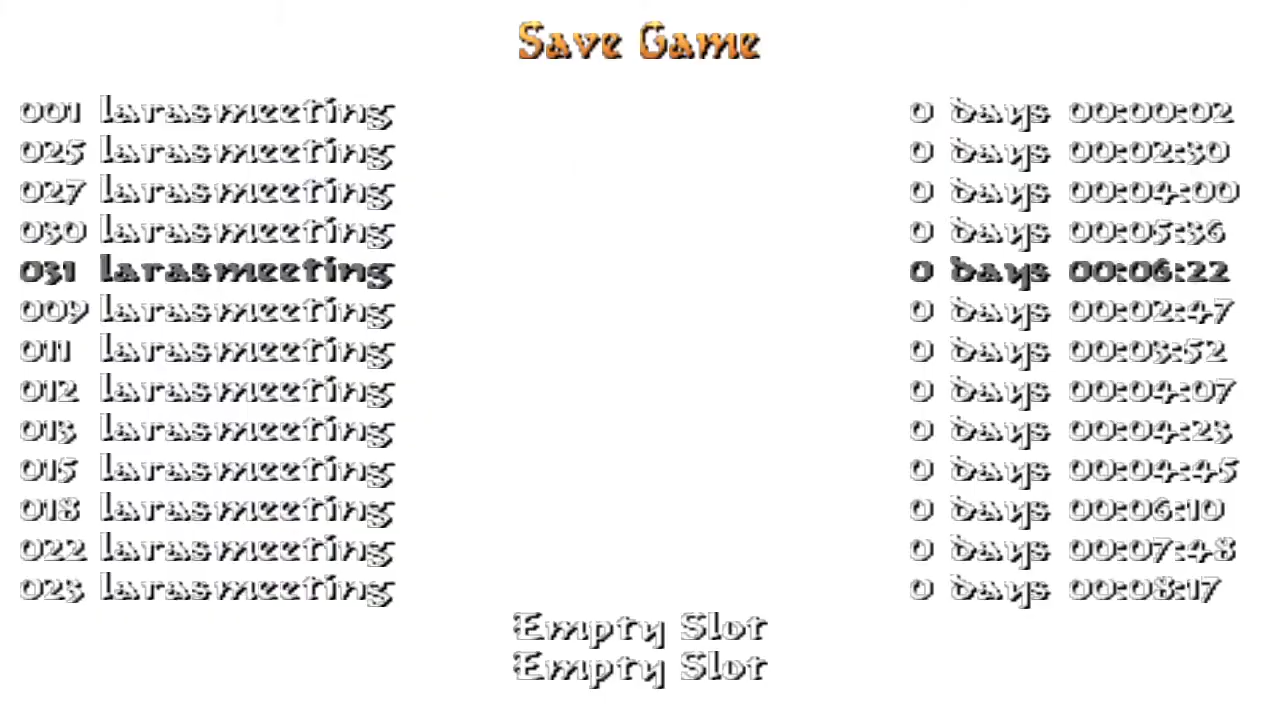 Save Game
001 larasmeeting 0 days 00:00:02
025 larasmeeting 0 days 00:02:30
027 larasmeeting 0 days 00:04:00
030 larasmeeting 0 days 00:05:36
031 larasmeeting 0 days 00:06:22
009 larasmeeting 0 days 00:02:47
011 larasmeeting 0 days 00:03:52
012 larasmeeting 0 days 00:04:07
013 larasmeeting 0 days 00:04:23
015 larasmeeting 0 days 00:04:45
018 larasmeeting 0 days 00:06:10
022 larasmeeting 0 days 00:07:48
023 larasmeeting 0 days 00:08:17
Empty Slot
Empty Slot